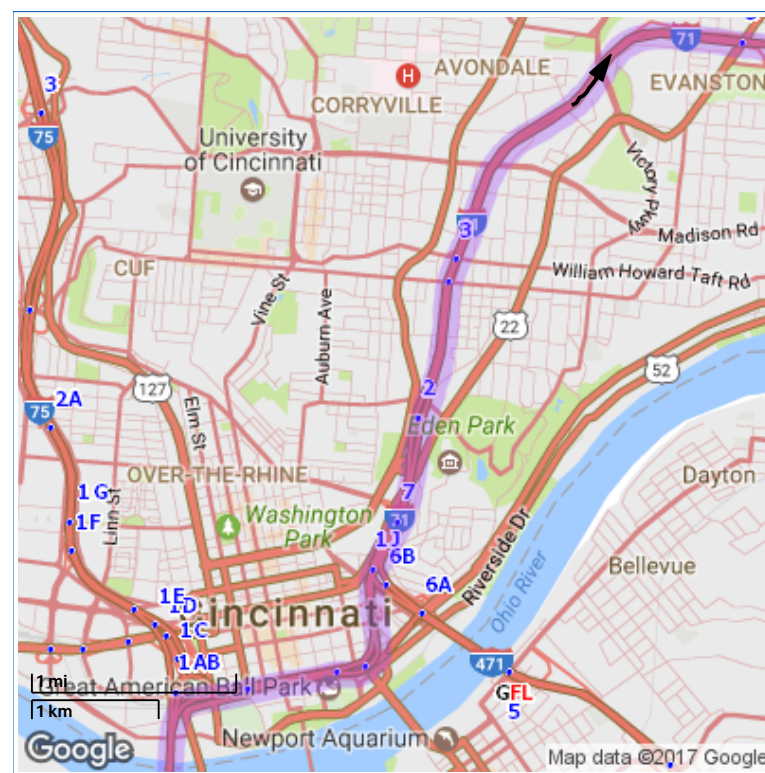 71
AVONDALE
H
EVANSTON
3
CORRYVILLE
75
University
of Cincinnati
Victory Pkwy
3
Madison Rd
CUF
William Howard Taft Rd
Vine St
Auburn Ave
22
52
127
2
2A
75
Elm St
Eden Park
OVER-THE-RHINE
Dayton
1G
7
Linn St
1F
Washington
Park
71
1J
6B
Riverside Dr
Ohio River
Bellevue
1E
1D
6A
Cincinnati
1C
1AB
471
1 mi
Great American Ball Park
GFL
1 km
5
Newport Aquarium
Google
Map data ©2017 Google